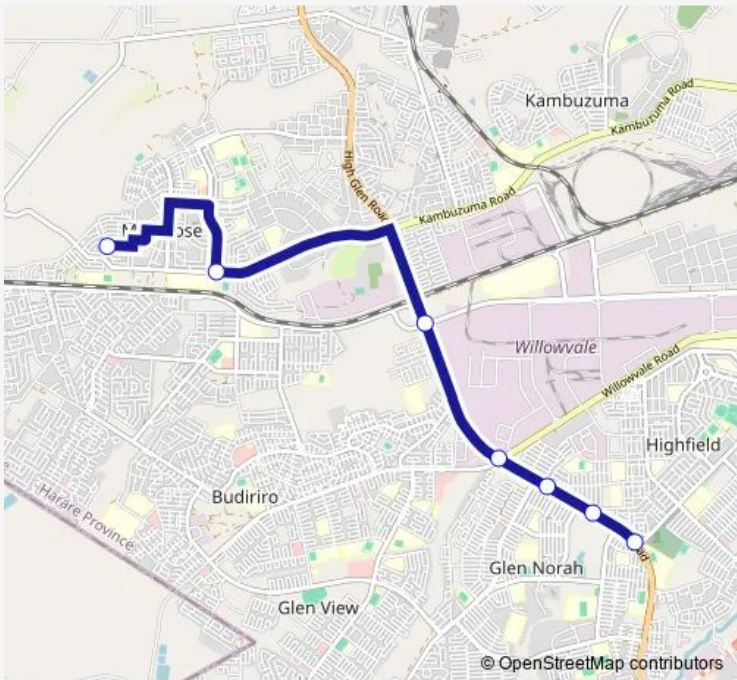 Kambuzuma
Kambuzuma Road
High Glen Road
Kambuzuma Road
Willowvale
Willowvale Road
Highfield
Budiriro
Harare Province
Glen Norah
Glen View
© OpenStreetMap contributors